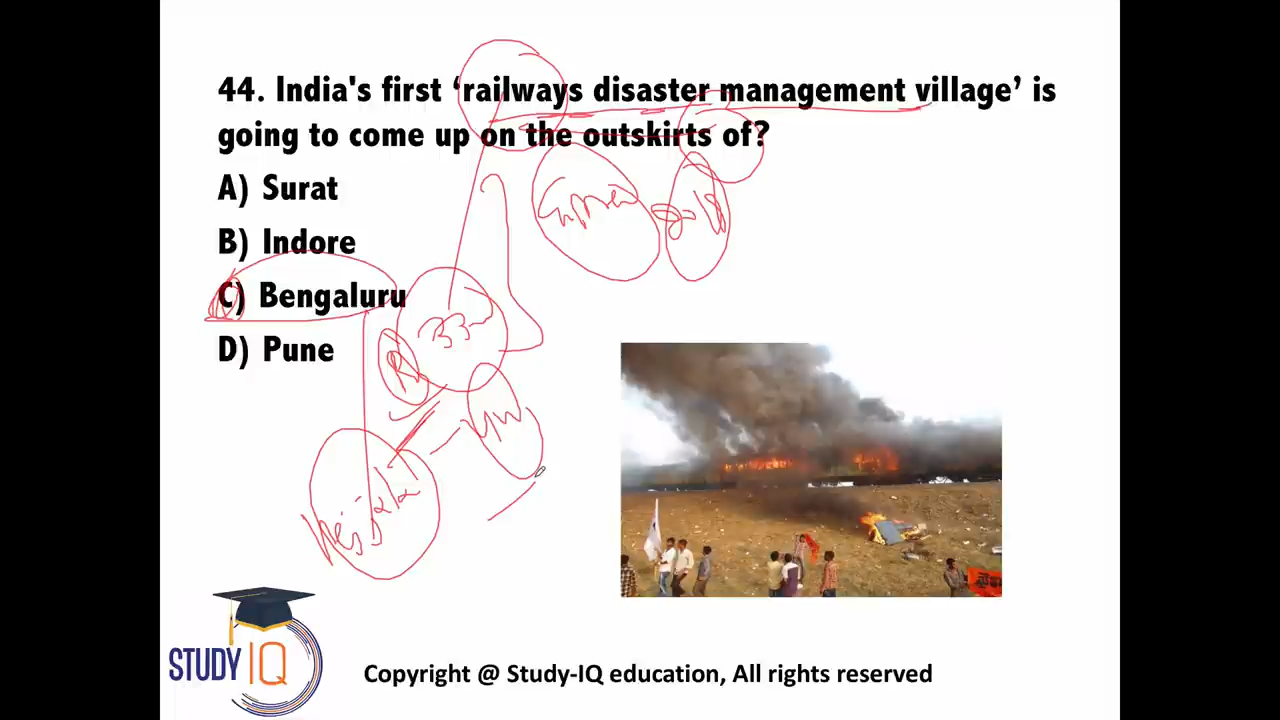 44. India's first ‘railways disaster management village’ is
going to come up on the outskirts of?
A) Surat
B) Indore
C) Bengaluru
D) Pune
STUDY IQ
Copyright @ Study-IQ education, All rights reserved